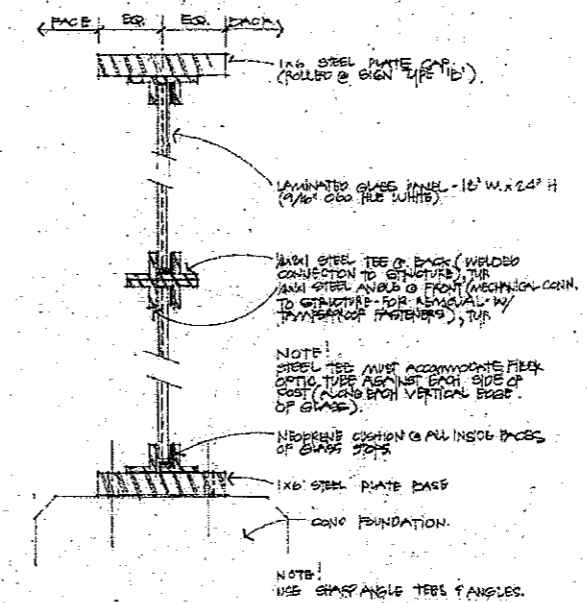 FACE EQ. EQ. BACK
1X6 STEEL PLATE CAP
(ROLLED @ SIGN TYPE 'D').
LAMINATED GLASS PANEL - 12" W. x 24" H
(9/16" 060 HLE WHITE)
STEEL TEE @ BACK (WELDED
CONNECTION TO STRUCTURE), TYP.
STEEL ANGLE @ FRONT (MECHANICAL CONN.
TO STRUCTURE - FOR REMOVAL - W/
TAMPERPROOF FASTENERS), TYP.
NOTE:
STEEL TEE MUST ACCOMMODATE FIBER
OPTIC TUBE AGAINST EACH SIDE OF
POST (ALONG EACH VERTICAL EDGE
OF GLASS).
NEOPRENE CUSHION @ ALL INSIDE FACES
OF GLASS STOPS.
1X6 STEEL PLATE BASE
CONC FOUNDATION.
NOTE:
USE SHARP ANGLE TEES & ANGLES.